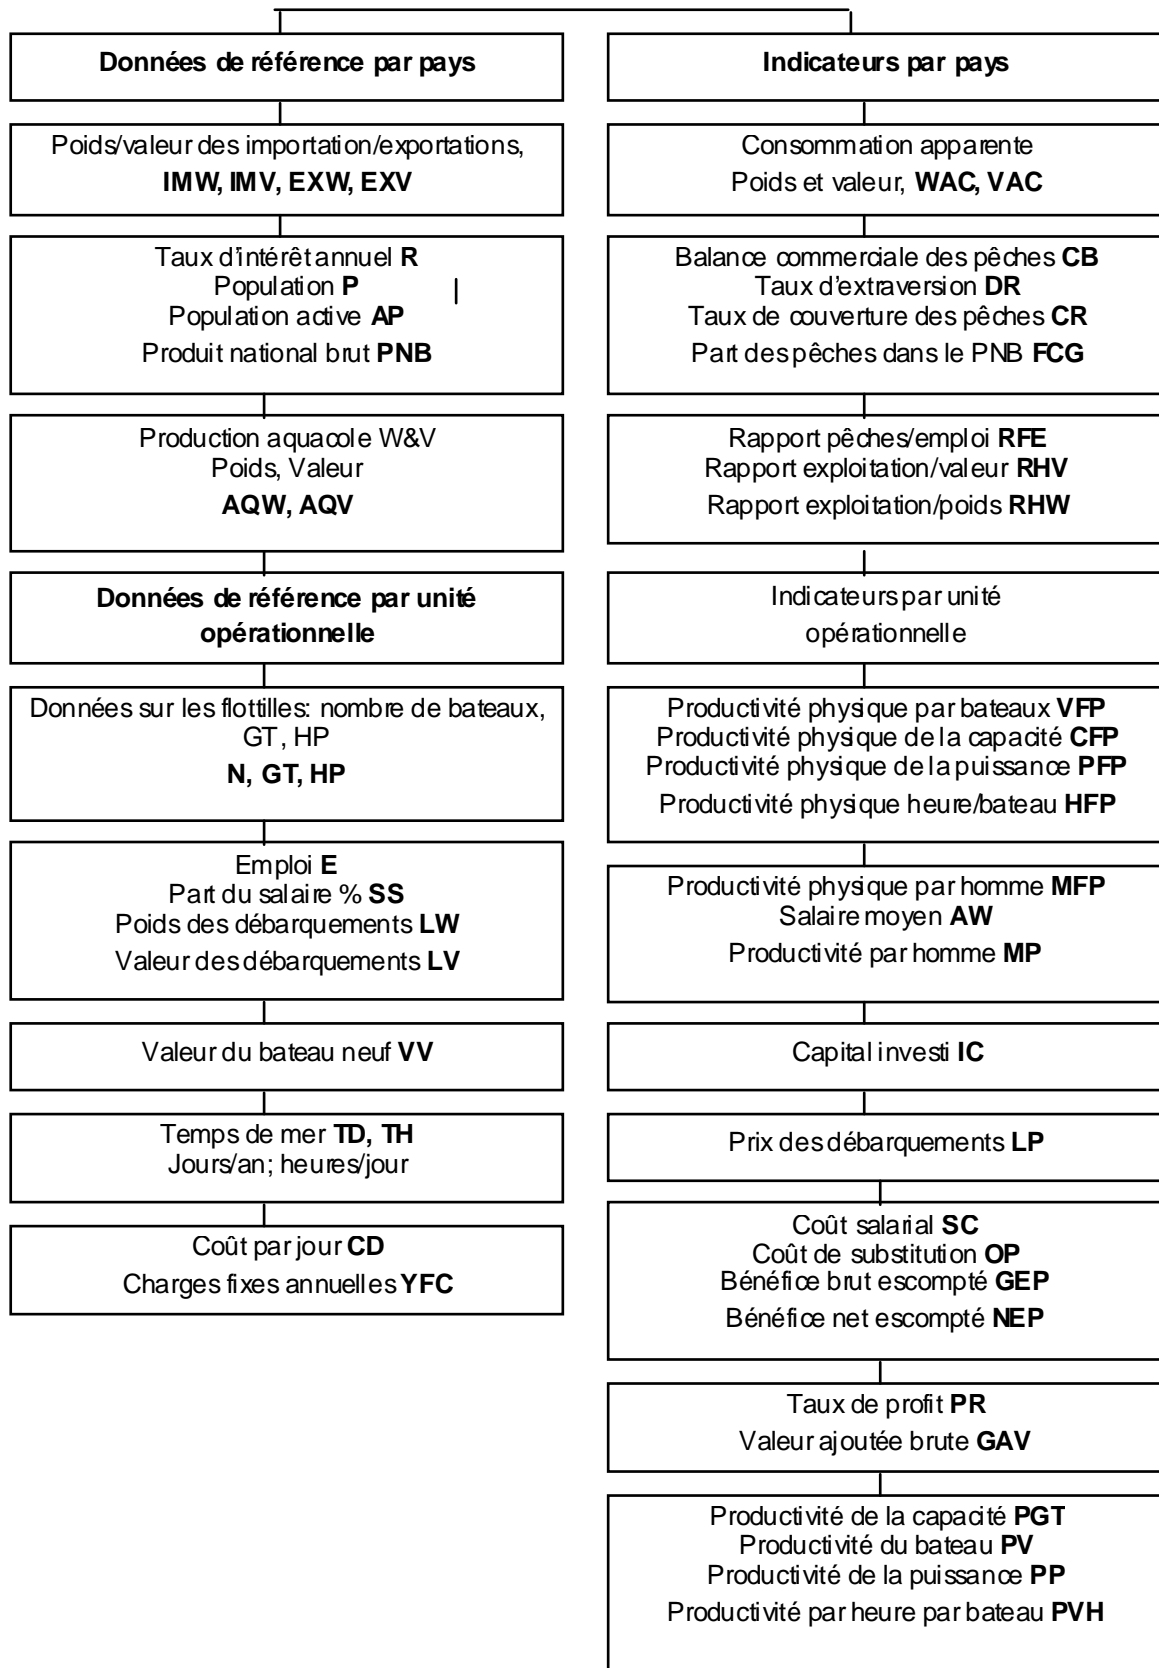 Données de référence par pays
Poids/valeur des importation/exportations,
IMW, IMV, EXW, EXV
Taux d'intérêt annuel R
Population P
Population active AP
Produit national brut PNB
Production aquacole W&V
Poids, Valeur
AQW, AQV
Données de référence par unité
opérationnelle
Données sur les flottilles: nombre de bateaux,
GT, HP
N, GT, HP
Emploi E
Part du salaire % SS
Poids des débarquements LW
Valeur des débarquements LV
Valeur du bateau neuf VV
Temps de mer TD, TH
Jours/an; heures/jour
Coût par jour CD
Charges fixes annuelles YFC
Indicateurs par pays
Consommation apparente
Poids et valeur, WAC, VAC
Balance commerciale des pêches CB
Taux d'extraversion DR
Taux de couverture des pêches CR
Part des pêches dans le PNB FCG
Rapport pêches/emploi RFE
Rapport exploitation/valeur RHV
Rapport exploitation/poids RHW
Indicateurs par unité
opérationnelle
Productivité physique par bateaux VFP
Productivité physique de la capacité CFP
Productivité physique de la puissance PFP
Productivité physique heure/bateau HFP
Productivité physique par homme MFP
Salaire moyen AW
Productivité par homme MP
Capital investi IC
Prix des débarquements LP
Coût salarial SC
Coût de substitution OP
Bénéfice brut escompté GEP
Bénéfice net escompté NEP
Taux de profit PR
Valeur ajoutée brute GAV
Productivité de la capacité PGT
Productivité du bateau PV
Productivité de la puissance PP
Productivité par heure par bateau PVH